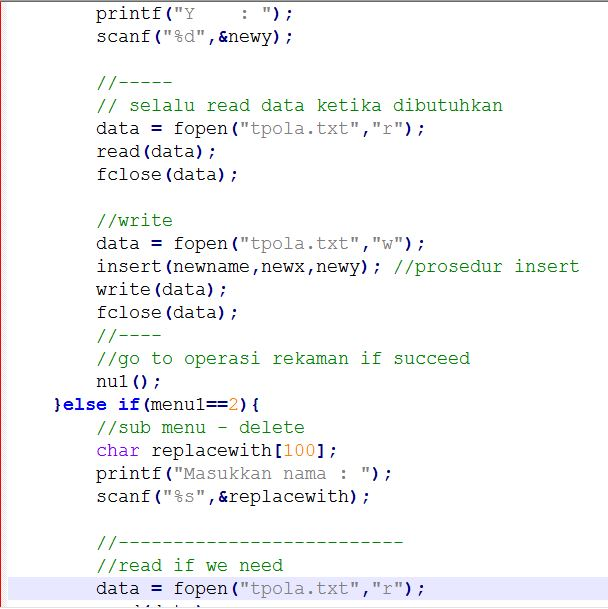 printf("Y    : ");
scanf("%d",&newy);
//-----
// selalu read data ketika dibutuhkan
data = fopen("tpola.txt","r");
read(data);
fclose(data);
//write
data = fopen("tpola.txt","w");
insert(newname,newx,newy); //prosedur insert
write(data);
fclose(data);
//----
//go to operasi rekaman if succeed
nu1();
}else if(menu1==2){
//sub menu - delete
char replacewith[100];
printf("Masukkan nama : ");
scanf("%s",&replacewith);
//--------------------------
//read if we need
data = fopen("tpola.txt","r");